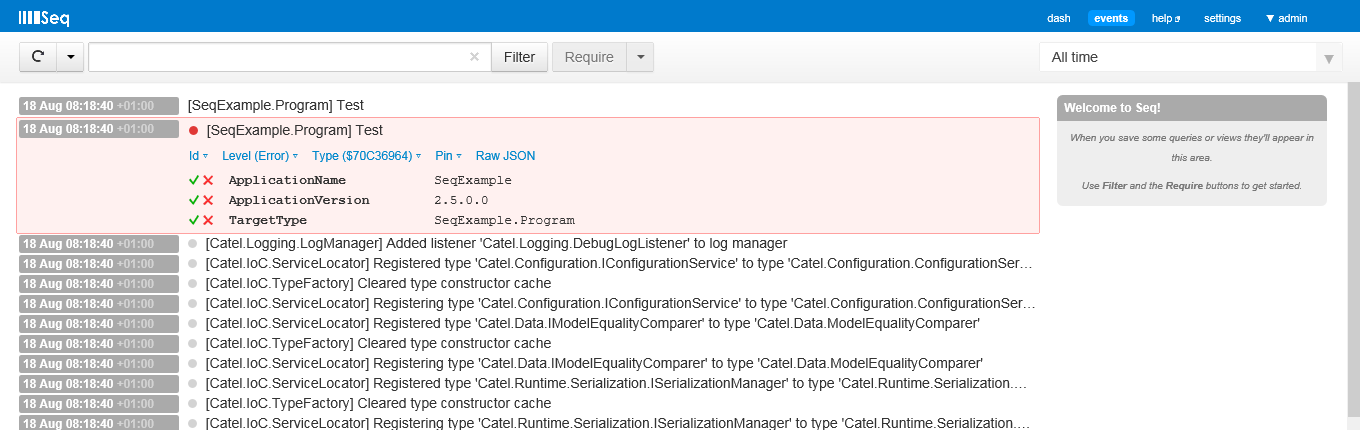 Seq dash events help settings ▼ admin
Filter Require All time
18 Aug 08:18:40 +01:00 [SeqExample.Program] Test
18 Aug 08:18:40 +01:00 [SeqExample.Program] Test
Id Level (Error) Type ($70C36964) Pin Raw JSON
ApplicationName SeqExample
ApplicationVersion 2.5.0.0
TargetType SeqExample.Program
18 Aug 08:18:40 +01:00 [Catel.Logging.LogManager] Added listener 'Catel.Logging.DebugLogListener' to log manager
18 Aug 08:18:40 +01:00 [Catel.IoC.ServiceLocator] Registered type 'Catel.Configuration.IConfigurationService' to type 'Catel.Configuration.ConfigurationSer…
18 Aug 08:18:40 +01:00 [Catel.IoC.TypeFactory] Cleared type constructor cache
18 Aug 08:18:40 +01:00 [Catel.IoC.ServiceLocator] Registering type 'Catel.Configuration.IConfigurationService' to type 'Catel.Configuration.ConfigurationSer…
18 Aug 08:18:40 +01:00 [Catel.IoC.ServiceLocator] Registered type 'Catel.Data.IModelEqualityComparer' to type 'Catel.Data.ModelEqualityComparer'
18 Aug 08:18:40 +01:00 [Catel.IoC.TypeFactory] Cleared type constructor cache
18 Aug 08:18:40 +01:00 [Catel.IoC.ServiceLocator] Registering type 'Catel.Data.IModelEqualityComparer' to type 'Catel.Data.ModelEqualityComparer'
18 Aug 08:18:40 +01:00 [Catel.IoC.ServiceLocator] Registered type 'Catel.Runtime.Serialization.ISerializationManager' to type 'Catel.Runtime.Serialization.…
18 Aug 08:18:40 +01:00 [Catel.IoC.TypeFactory] Cleared type constructor cache
18 Aug 08:18:40 +01:00 [Catel.IoC.ServiceLocator] Registering type 'Catel.Runtime.Serialization.ISerializationManager' to type 'Catel.Runtime.Serialization.…
Welcome to Seq!
When you save some queries or views they'll appear in
this area.
Use Filter and the Require buttons to get started.